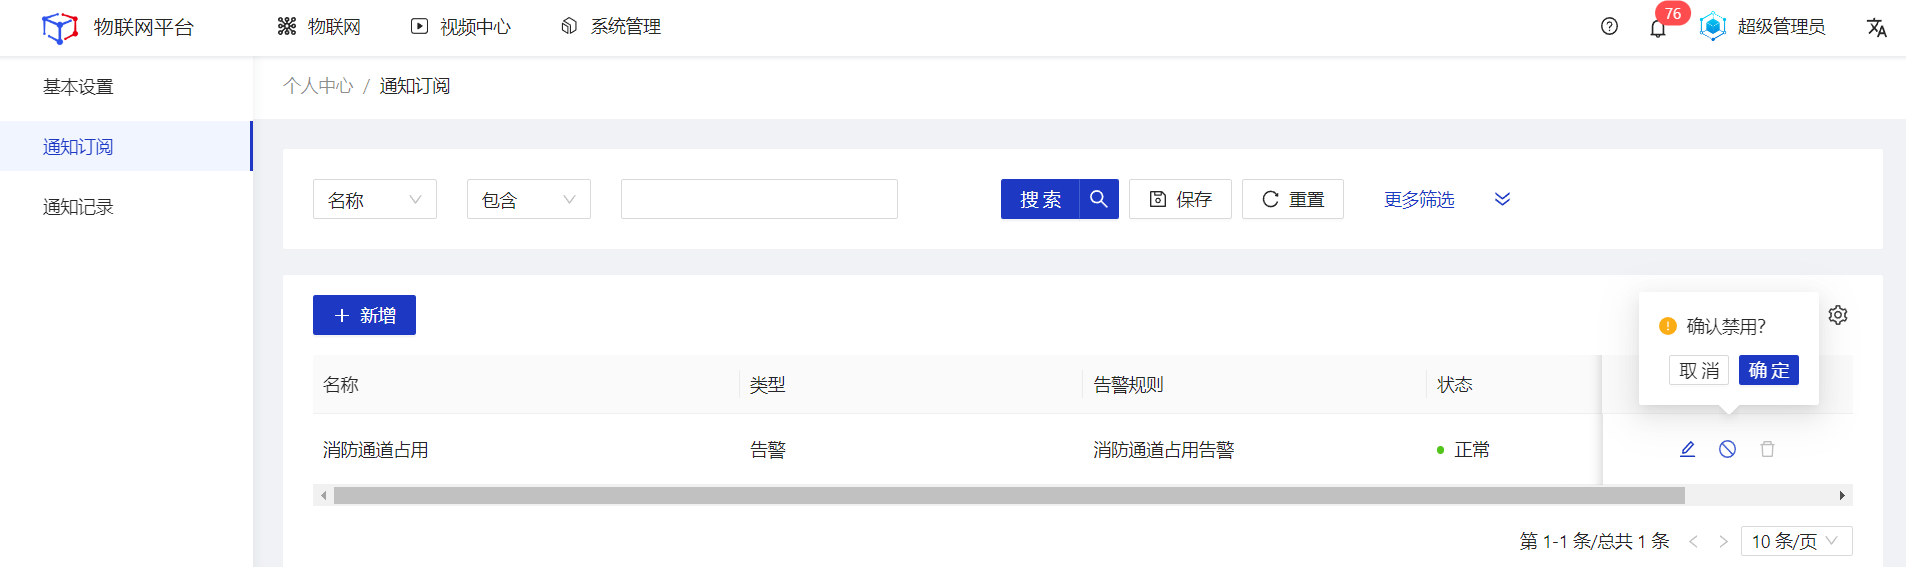 物联网平台
物联网
视频中心
系统管理
76
超级管理员
基本设置
通知订阅
通知记录
个人中心 / 通知订阅
名称
包含
搜索
保存
重置
更多筛选
新增
确认禁用?
取消
确定
名称
类型
告警规则
状态
消防通道占用
告警
消防通道占用告警
正常
第 1-1 条/总共 1 条
10 条/页